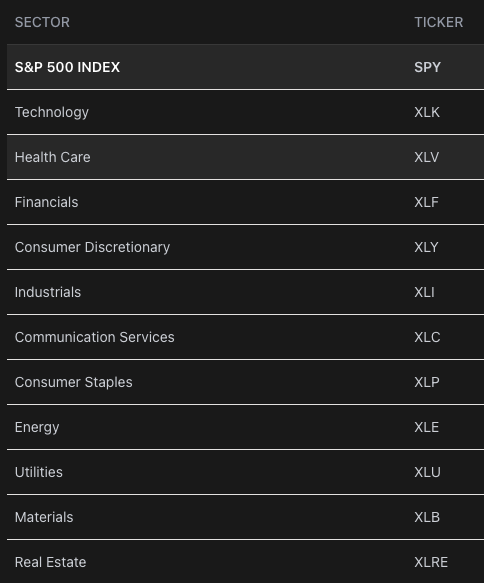 SECTOR TICKER
S&P 500 INDEX SPY
Technology XLK
Health Care XLV
Financials XLF
Consumer Discretionary XLY
Industrials XLI
Communication Services XLC
Consumer Staples XLP
Energy XLE
Utilities XLU
Materials XLB
Real Estate XLRE